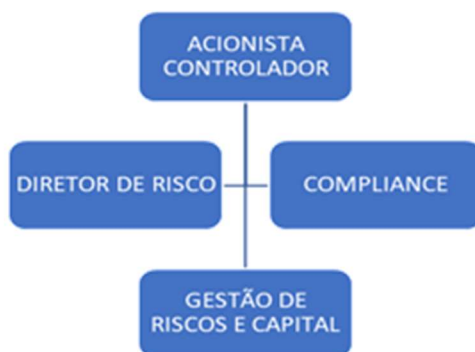 ACIONISTA
CONTROLADOR
DIRETOR DE RISCO
COMPLIANCE
GESTÃO DE
RISCOS E CAPITAL